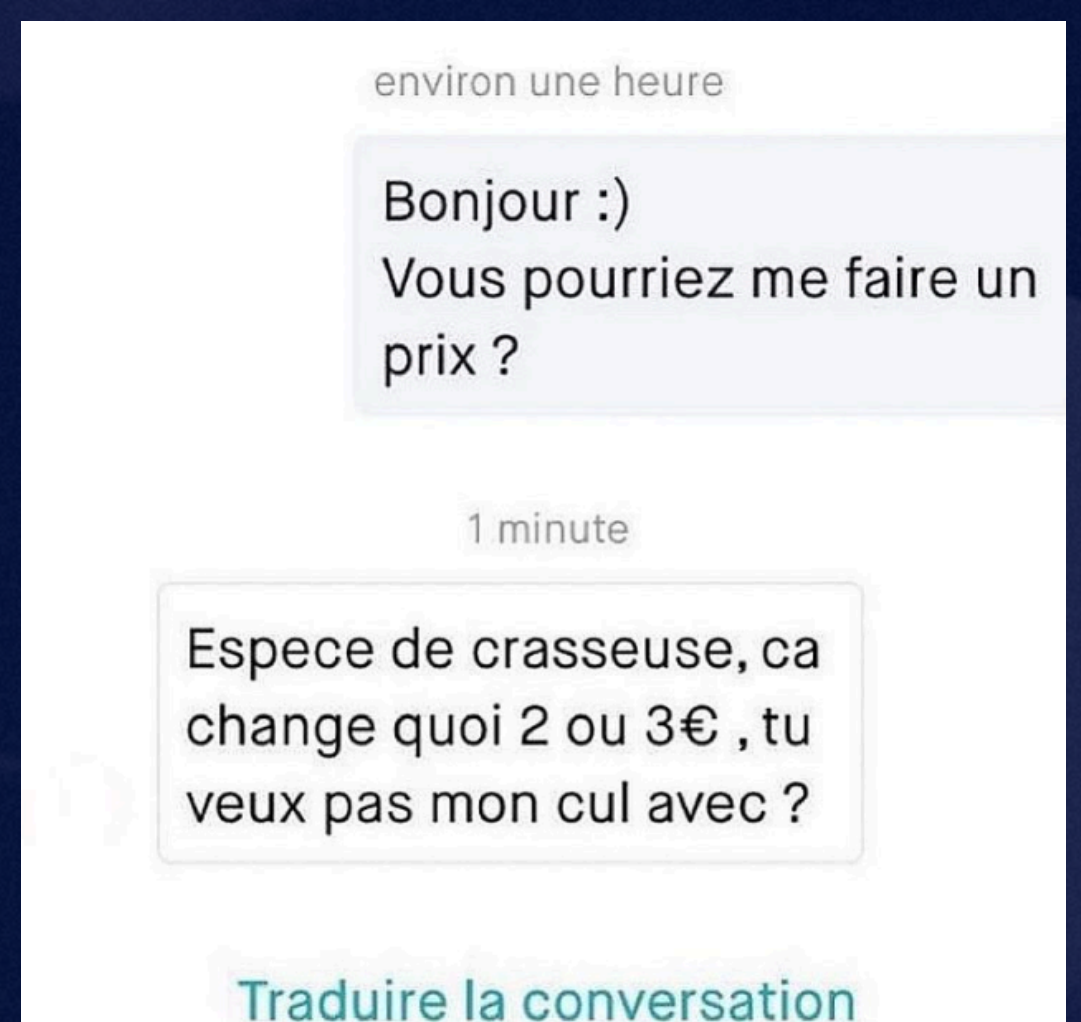 environ une heure
Bonjour :)
Vous pourriez me faire un
prix ?
1 minute
Espece de crasseuse, ca
change quoi 2 ou 3€ , tu
veux pas mon cul avec ?
Traduire la conversation